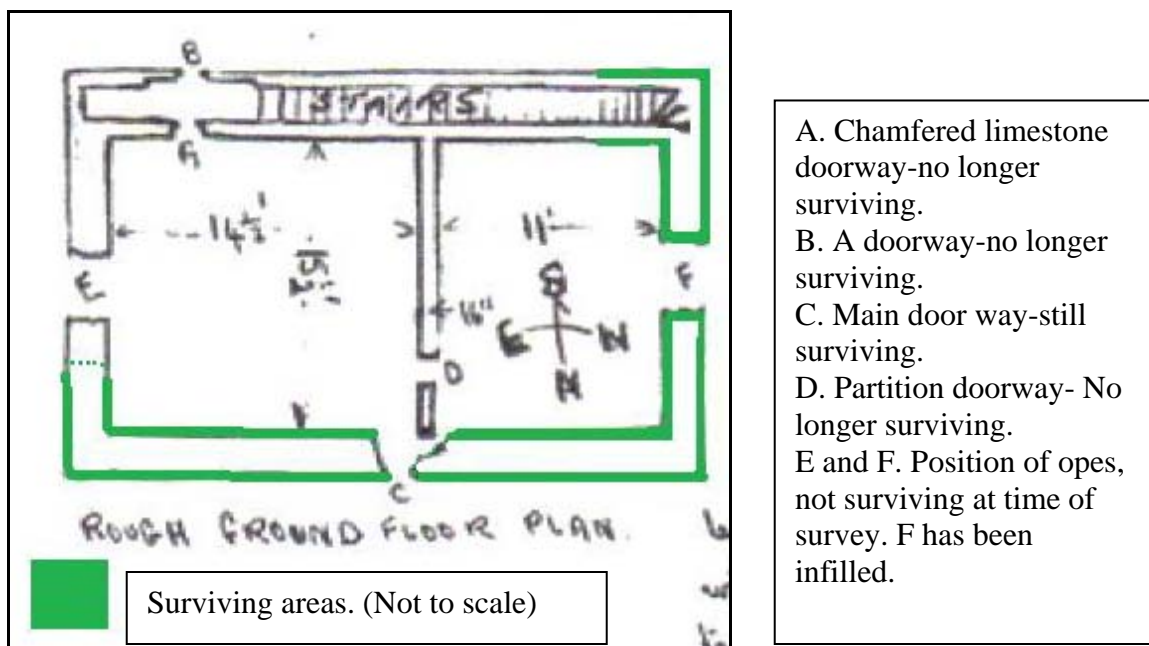 B
STAIRS
A
14½'
11'
15'
E
F
16"
S
E
W
N
D
C
ROUGH GROUND FLOOR PLAN.
Surviving areas. (Not to scale)
A. Chamfered limestone
doorway-no longer
surviving.
B. A doorway-no longer
surviving.
C. Main door way-still
surviving.
D. Partition doorway- No
longer surviving.
E and F. Position of opes,
not surviving at time of
survey. F has been
infilled.